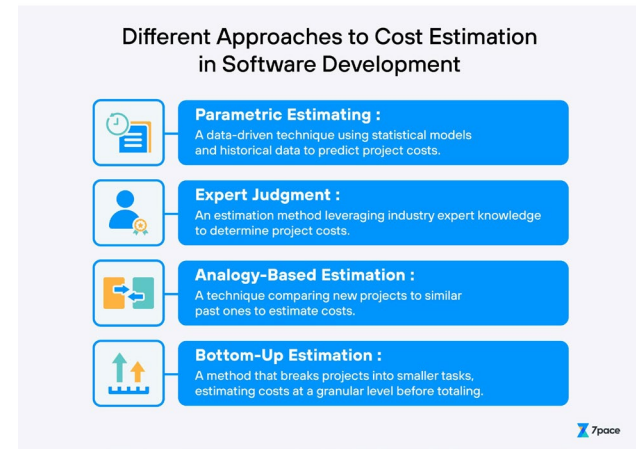 Different Approaches to Cost Estimation
in Software Development
Parametric Estimating :
A data-driven technique using statistical models
and historical data to predict project costs.
Expert Judgment :
An estimation method leveraging industry expert knowledge
to determine project costs.
Analogy-Based Estimation :
A technique comparing new projects to similar
past ones to estimate costs.
Bottom-Up Estimation :
A method that breaks projects into smaller tasks,
estimating costs at a granular level before totaling.
7pace